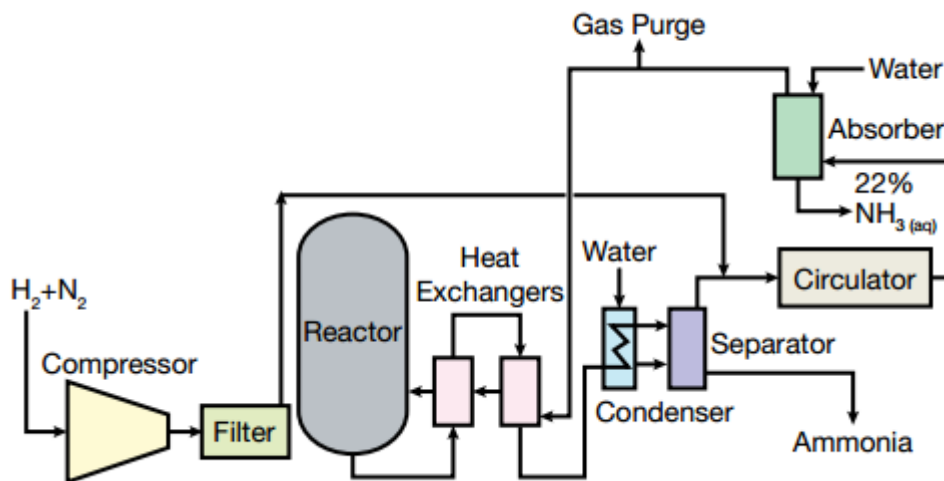 Gas Purge
Water
Absorber
22%
NH₃ (aq)
Water
Heat
Exchangers
Circulator
H₂+N₂
Reactor
Compressor
Separator
Filter
Condenser
Ammonia